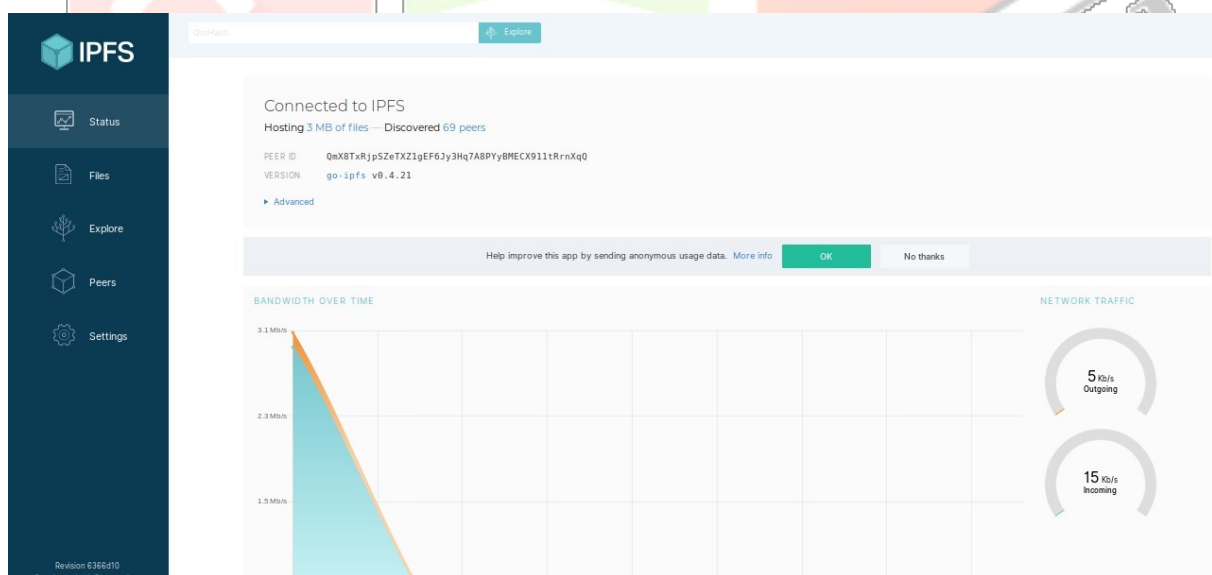 IPFS
QmHash
Explore
Status
Files
Explore
Peers
Settings
Revision 6366d10
Connected to IPFS
Hosting 3 MB of files — Discovered 69 peers
PEER ID QmX8TxRjpSZeTXZ1gEF6Jy3Hq7A8PYyBMECX911tRrnXqQ
VERSION go-ipfs v0.4.21
Advanced
Help improve this app by sending anonymous usage data. More info OK No thanks
BANDWIDTH OVER TIME
3.1 Mb/s
2.3 Mb/s
1.5 Mb/s
NETWORK TRAFFIC
5 Kb/s
Outgoing
15 Kb/s
Incoming